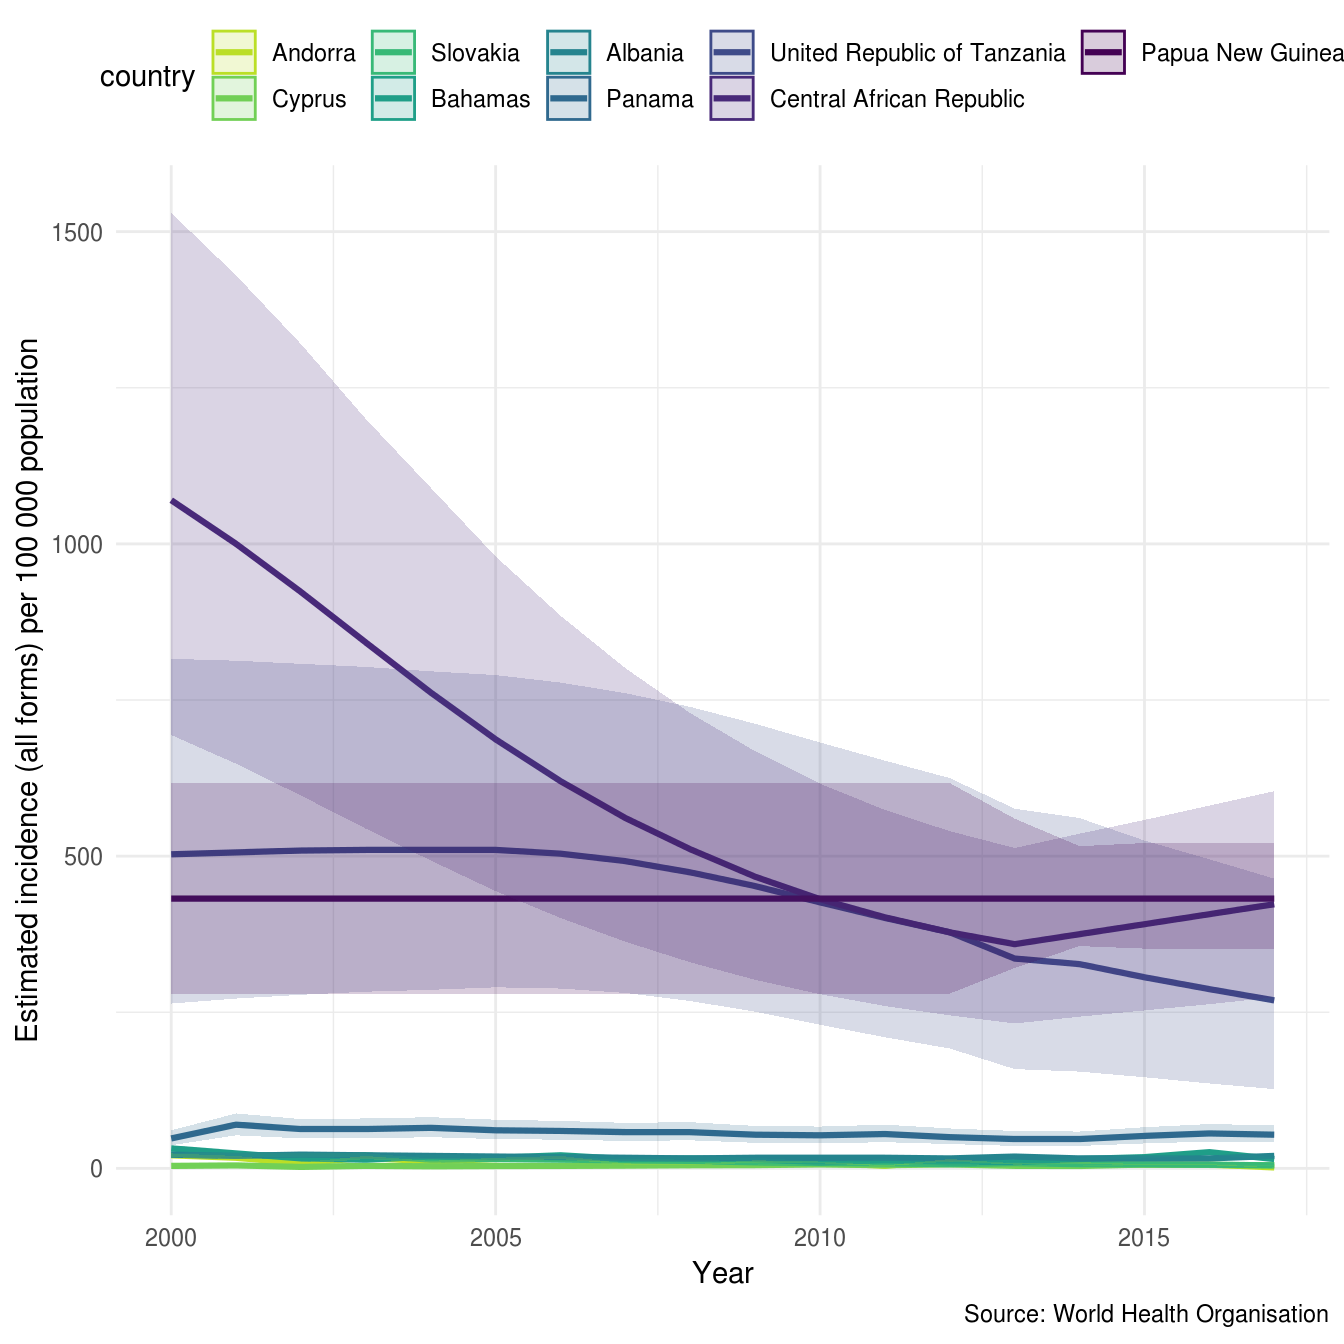 country
Andorra
Slovakia
Albania
United Republic of Tanzania
Papua New Guinea
Cyprus
Bahamas
Panama
Central African Republic
Estimated incidence (all forms) per 100 000 population
1500
1000
500
0
2000
2005
2010
2015
Year
Source: World Health Organisation